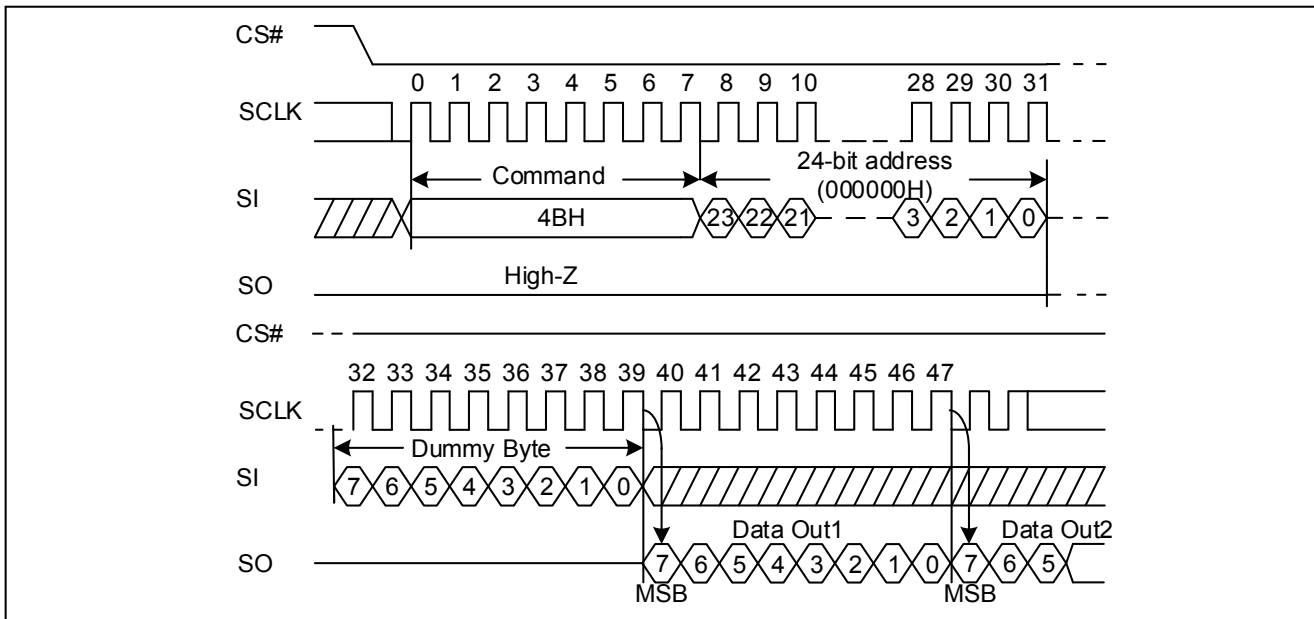 CS#
0 1 2 3 4 5 6 7 8 9 10 28 29 30 31
SCLK
Command
24-bit address
(000000H)
SI
4BH
23 22 21 3 2 1 0
High-Z
SO
CS#
32 33 34 35 36 37 38 39 40 41 42 43 44 45 46 47
SCLK
Dummy Byte
SI
7 6 5 4 3 2 1 0
Data Out1 Data Out2
SO
7 6 5 4 3 2 1 0 7 6 5
MSB MSB